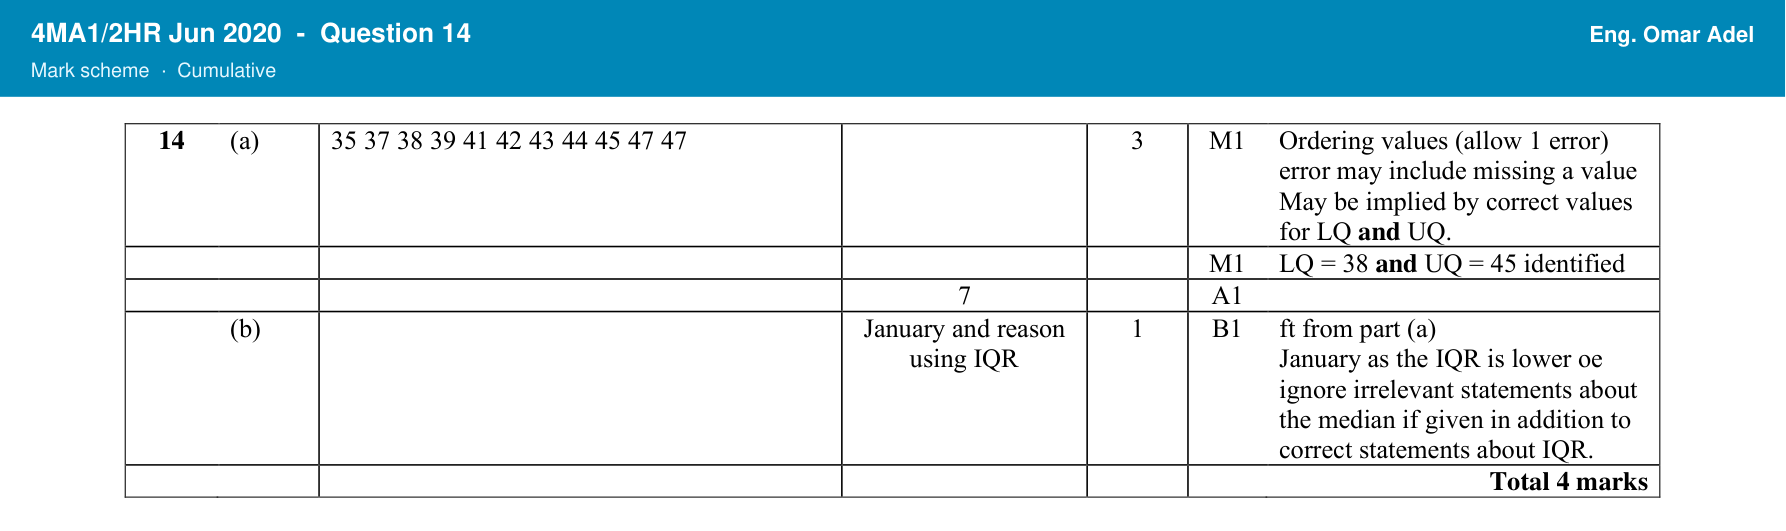 4MA1/2HR Jun 2020 - Question 14
Eng. Omar Adel
Mark scheme · Cumulative
14 (a) 35 37 38 39 41 42 43 44 45 47 47 3 M1 Ordering values (allow 1 error)
error may include missing a value
May be implied by correct values
for LQ and UQ.
M1 LQ = 38 and UQ = 45 identified
7 A1
(b) January and reason 1 B1 ft from part (a)
using IQR January as the IQR is lower oe
ignore irrelevant statements about
the median if given in addition to
correct statements about IQR.
Total 4 marks